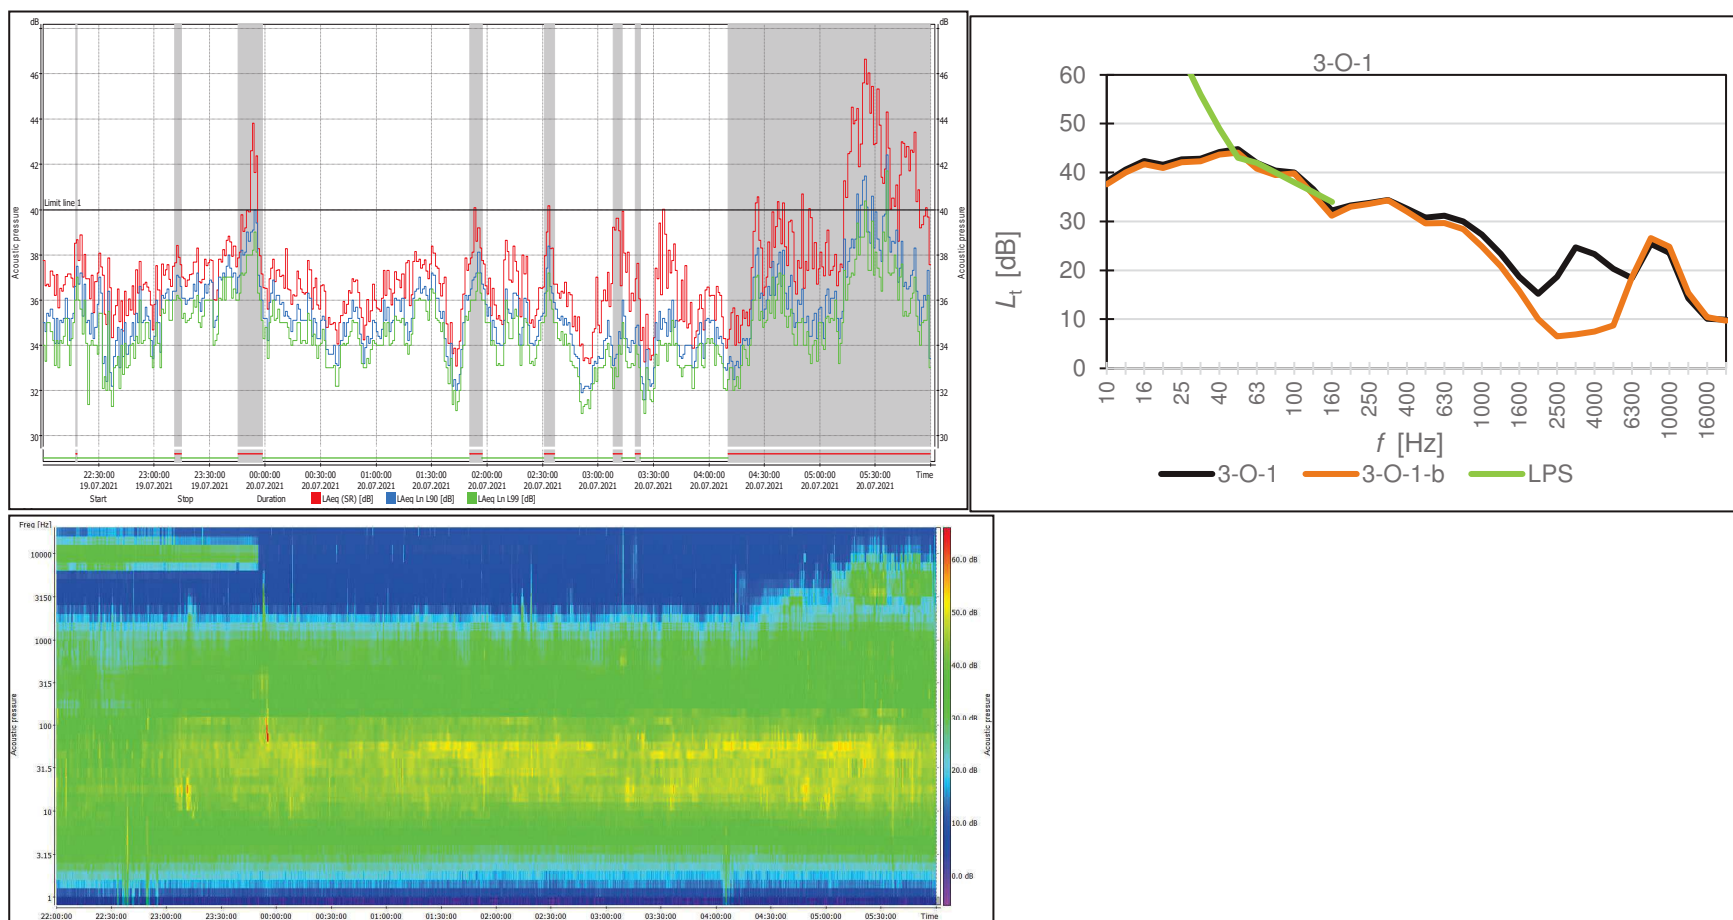 dB
dB
46
46
44
44
42
42
Limit line 1
40
40
38
38
36
36
34
34
32
32
30
30
Acoustic pressure
Acoustic pressure
22:30:00 23:00:00 23:30:00 00:00:00 00:30:00 01:00:00 01:30:00 02:00:00 02:30:00 03:00:00 03:30:00 04:00:00 04:30:00 05:00:00 05:30:00 Time
19.07.2021 19.07.2021 19.07.2021 20.07.2021 20.07.2021 20.07.2021 20.07.2021 20.07.2021 20.07.2021 20.07.2021 20.07.2021 20.07.2021 20.07.2021 20.07.2021 20.07.2021
Start Stop Duration LAeq (SR) [dB] LAeq Ln L90 [dB] LAeq Ln L99 [dB]
3-O-1
60
50
40
30
20
10
0
Lt [dB]
10 16 25 40 63 100 160 250 400 630 1000 1600 2500 4000 6300 10000 16000
f [Hz]
3-O-1 3-O-1-b LPS
Freq [Hz]
10000
3150
1000
315
100
31.5
10
3.15
1
Acoustic pressure
60.0 dB
50.0 dB
40.0 dB
30.0 dB
20.0 dB
10.0 dB
0.0 dB
Acoustic pressure
22:00:00 22:30:00 23:00:00 23:30:00 00:00:00 00:30:00 01:00:00 01:30:00 02:00:00 02:30:00 03:00:00 03:30:00 04:00:00 04:30:00 05:00:00 05:30:00 Time